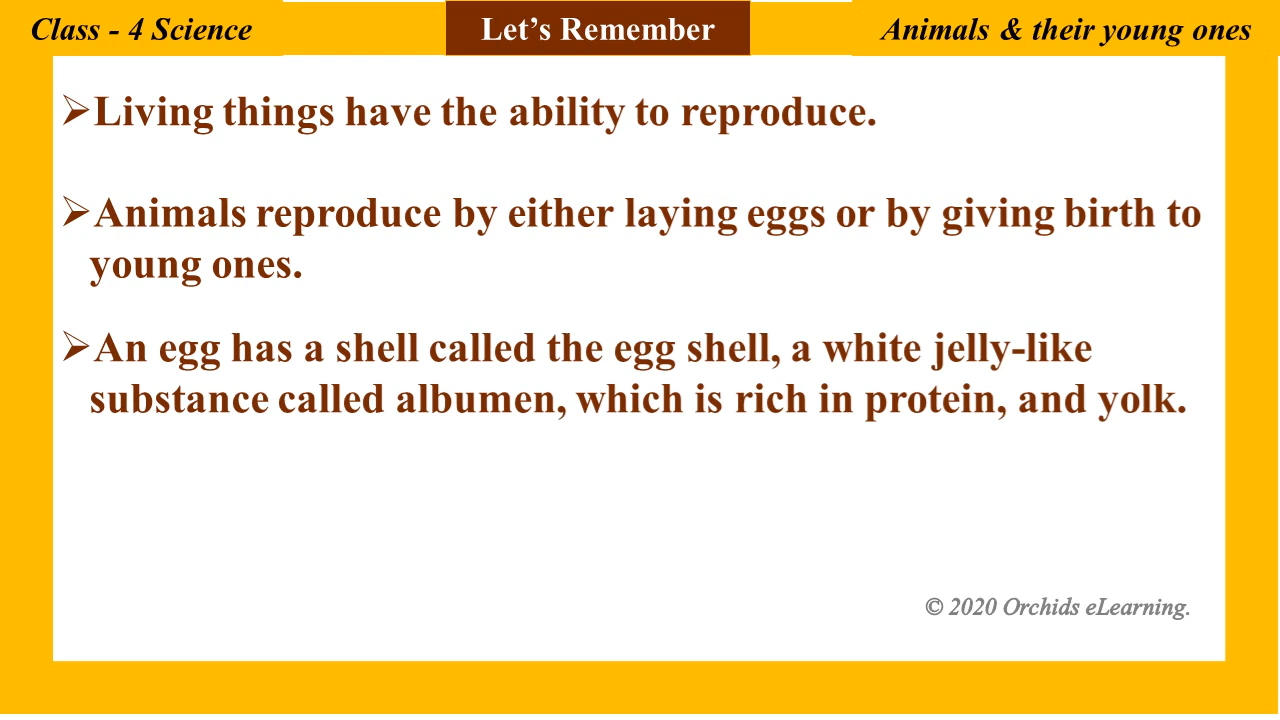 Class - 4 Science
Let’s Remember
Animals & their young ones
➢Living things have the ability to reproduce.
➢Animals reproduce by either laying eggs or by giving birth to
young ones.
➢An egg has a shell called the egg shell, a white jelly-like
substance called albumen, which is rich in protein, and yolk.
© 2020 Orchids eLearning.